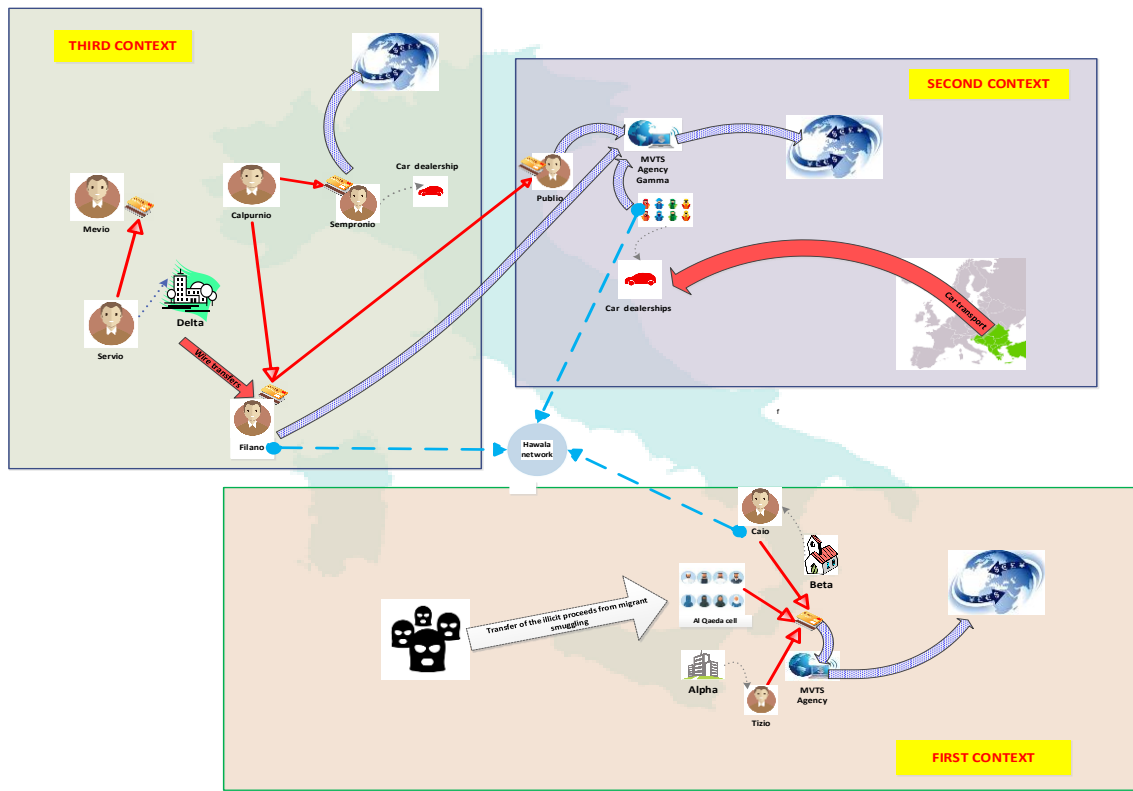 THIRD CONTEXT
SECOND CONTEXT
MVTS
Agency
Gamma
Car dealership
Publio
Mevio
Calpurnio
Sempronio
Car dealerships
Car transport
Delta
Servio
Wire transfers
Filano
f
Hawala
network
Caio
Beta
Transfer of the illicit proceeds from migrant
smuggling
Al Qaeda cell
Alpha
MVTS
Agency
Tizio
FIRST CONTEXT